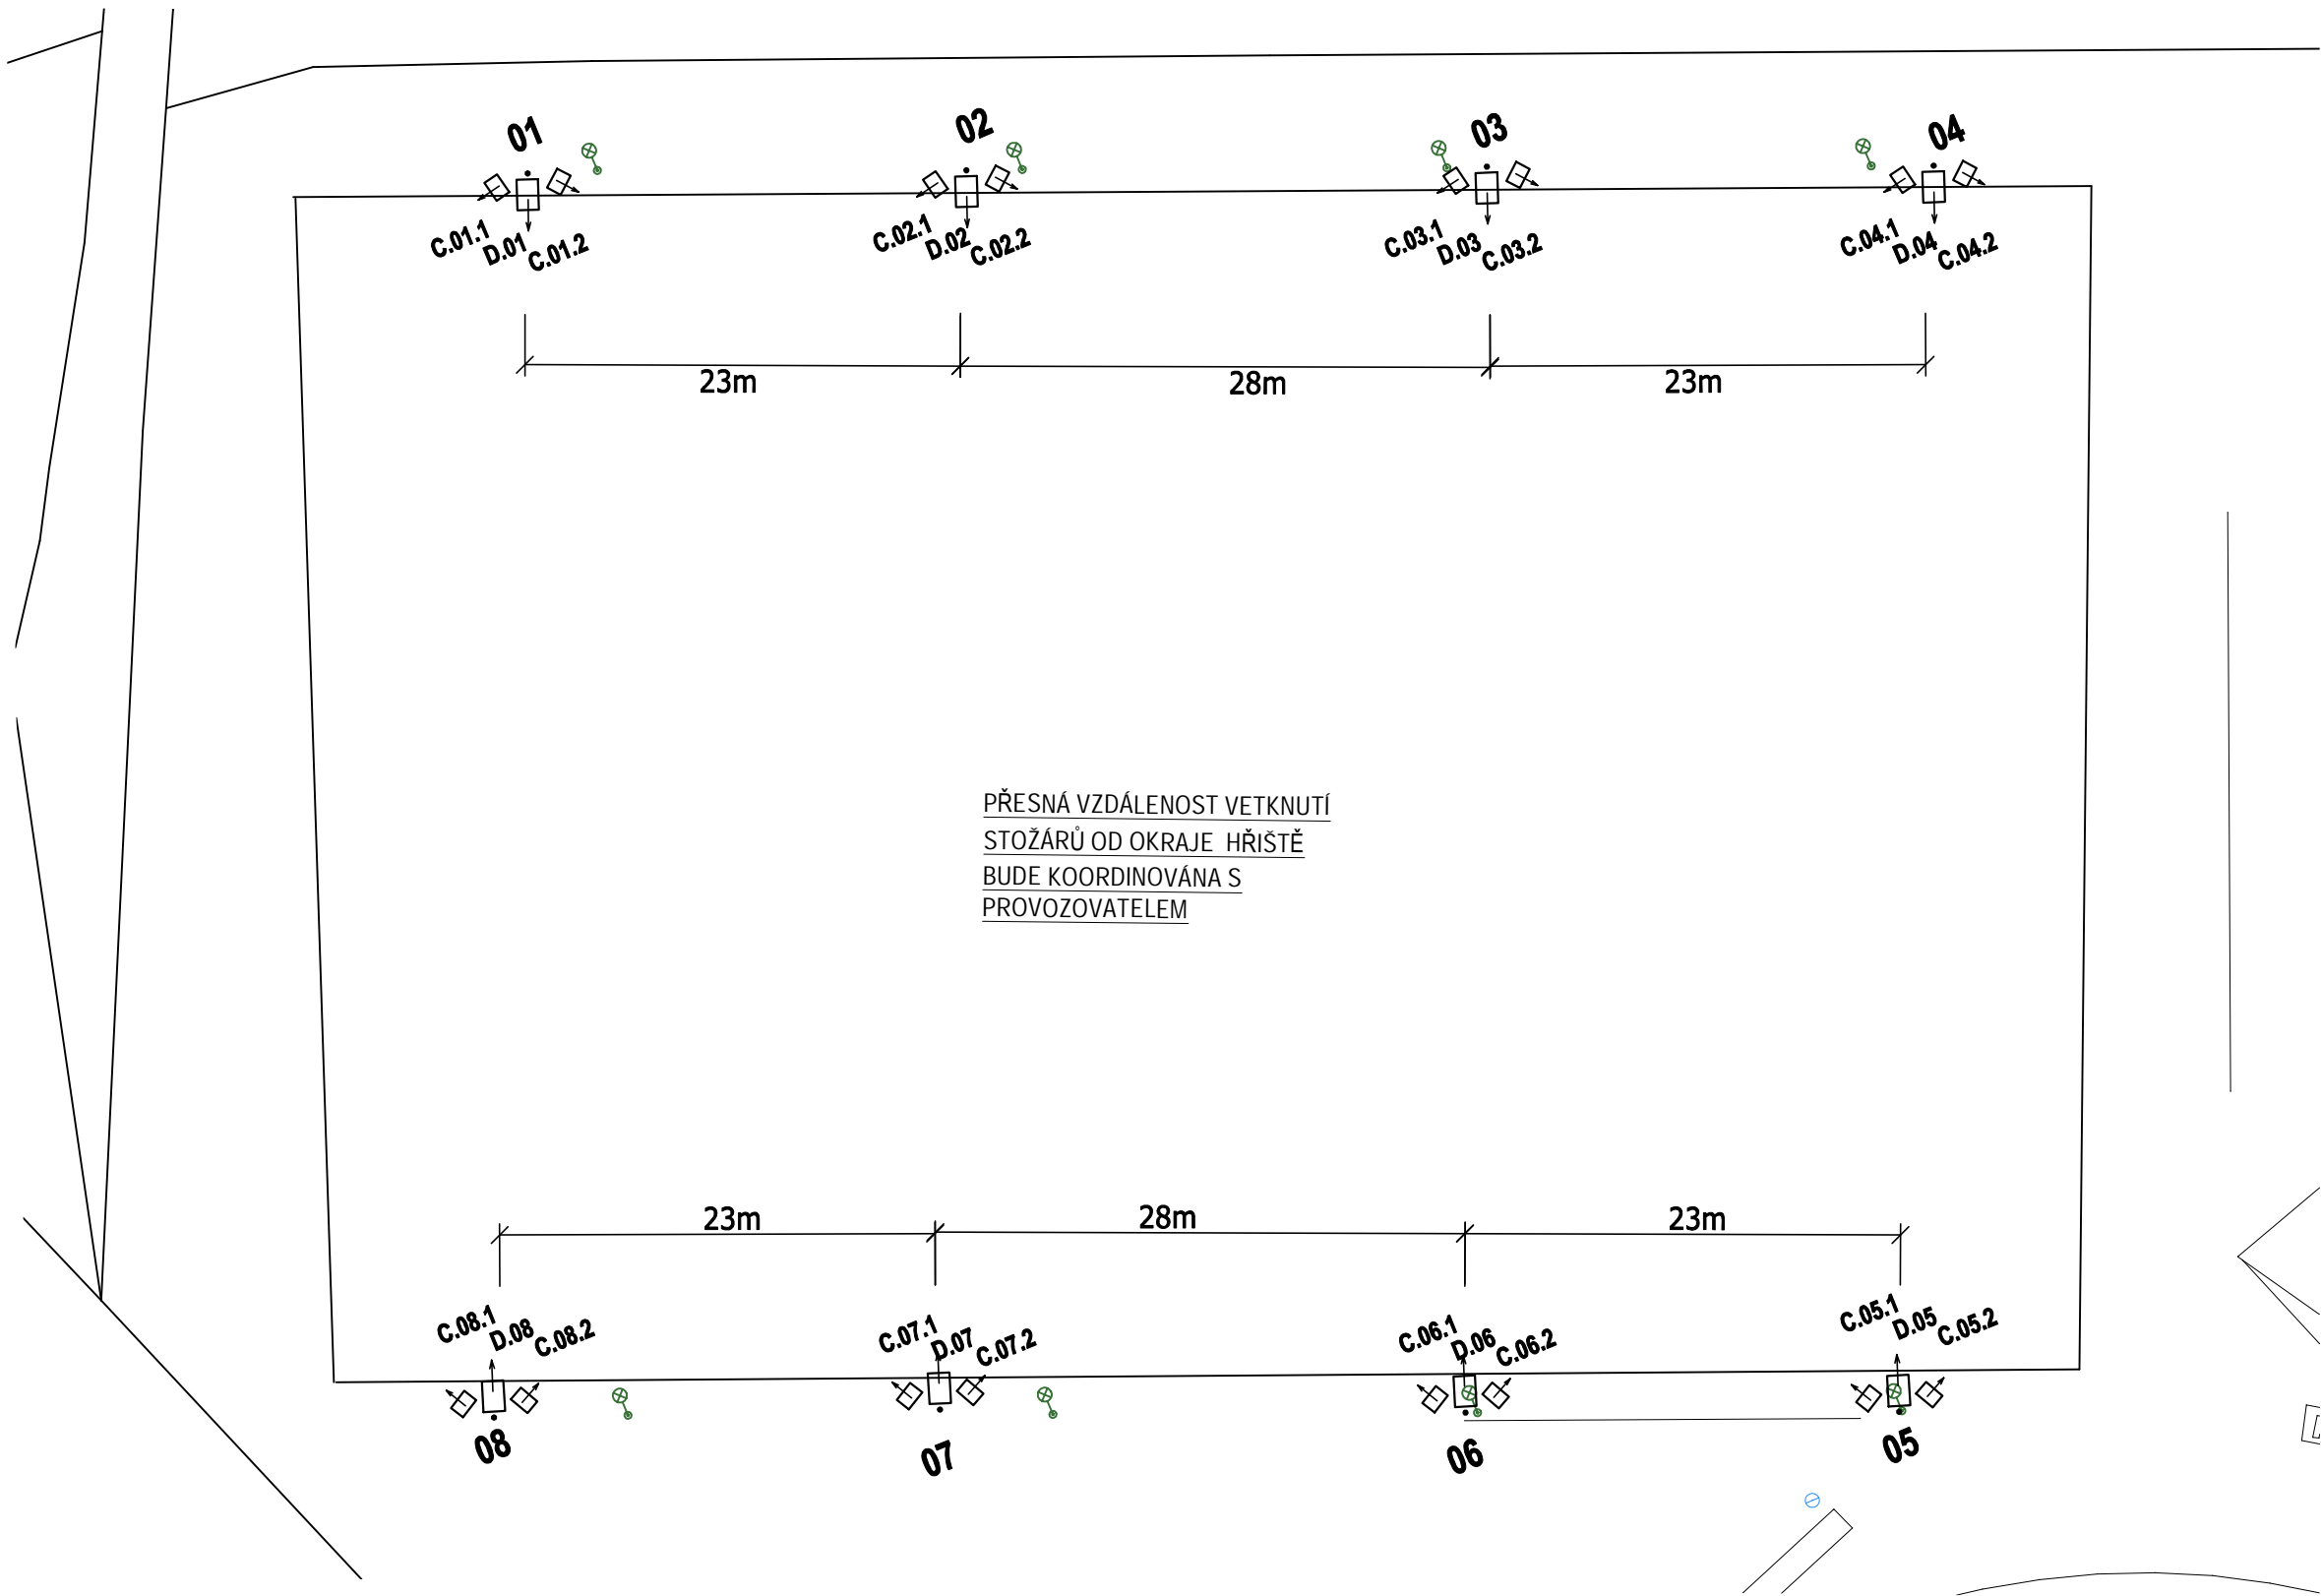 01
02
03
04
C.01.1
D.01
C.01.2
C.02.1
D.02
C.02.2
C.03.1
D.03
C.03.2
C.04.1
D.04
C.04.2
23m
28m
23m
PŘESNÁ VZDÁLENOST VETKNUTÍ
STOŽÁRŮ OD OKRAJE HŘIŠTĚ
BUDE KOORDINOVÁNA S
PROVOZOVATELEM
23m
28m
23m
C.08.1
D.08
C.08.2
C.07.1
D.07
C.07.2
C.06.1
D.06
C.06.2
C.05.1
D.05
C.05.2
08
07
06
05